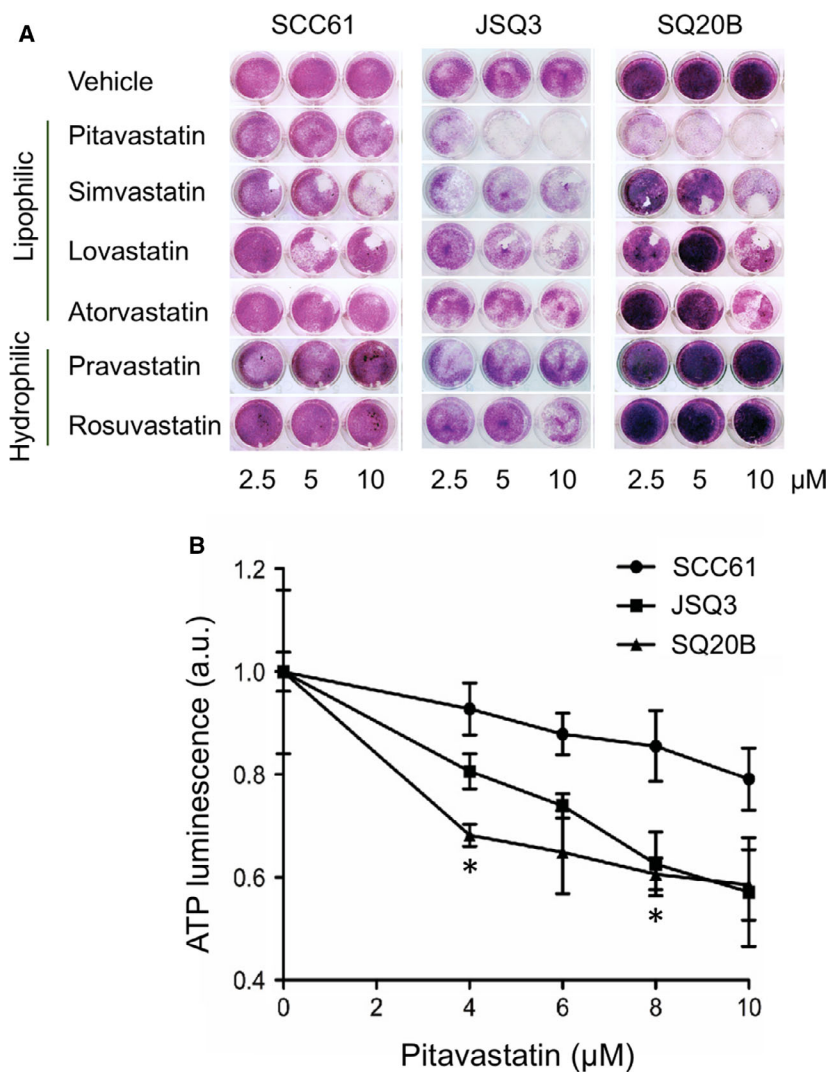 A
SCC61 JSQ3 SQ20B
Vehicle
Lipophilic
Pitavastatin
Simvastatin
Lovastatin
Atorvastatin
Hydrophilic
Pravastatin
Rosuvastatin
2.5 5 10 2.5 5 10 2.5 5 10 µM
B
SCC61
JSQ3
SQ20B
ATP luminescence (a.u.)
1.2
1.0
0.8
0.6
0.4
* *
0 2 4 6 8 10
Pitavastatin (µM)